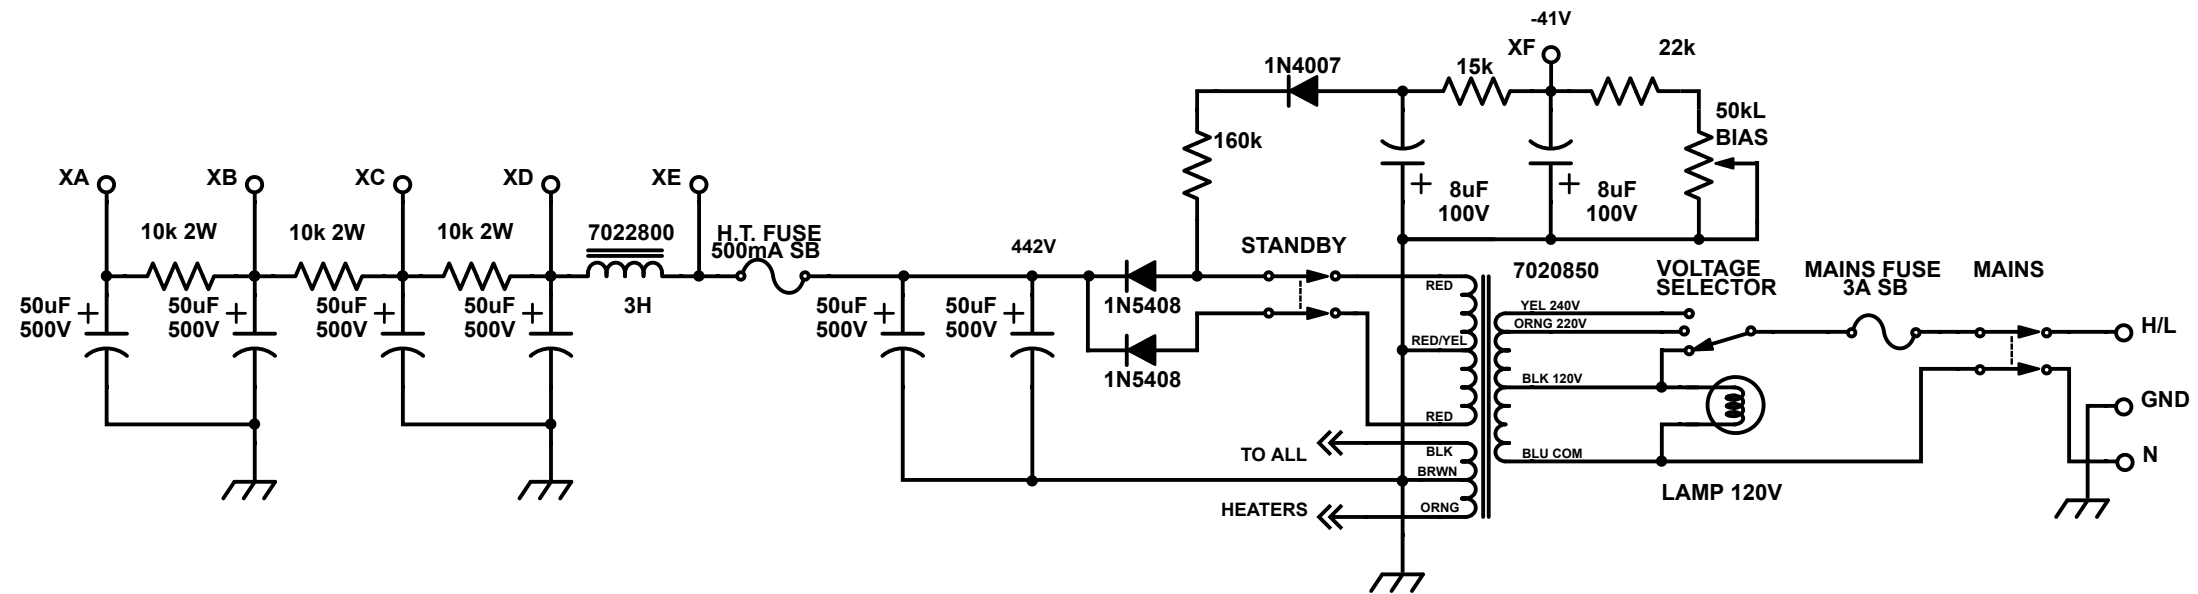 -41V
XF
22k
1N4007
15k
50kL
BIAS
160k
8uF
100V
8uF
100V
XA
XB
XC
XD
XE
10k 2W
10k 2W
10k 2W
7022800
H.T. FUSE
500mA SB
442V
STANDBY
3H
50uF
500V
50uF
500V
50uF
500V
50uF
500V
50uF
500V
50uF
500V
1N5408
1N5408
RED
RED/YEL
RED
BLK
BRWN
ORNG
TO ALL
HEATERS
7020850
VOLTAGE
SELECTOR
MAINS FUSE
3A SB
MAINS
YEL 240V
ORNG 220V
BLK 120V
BLU COM
LAMP 120V
H/L
GND
N